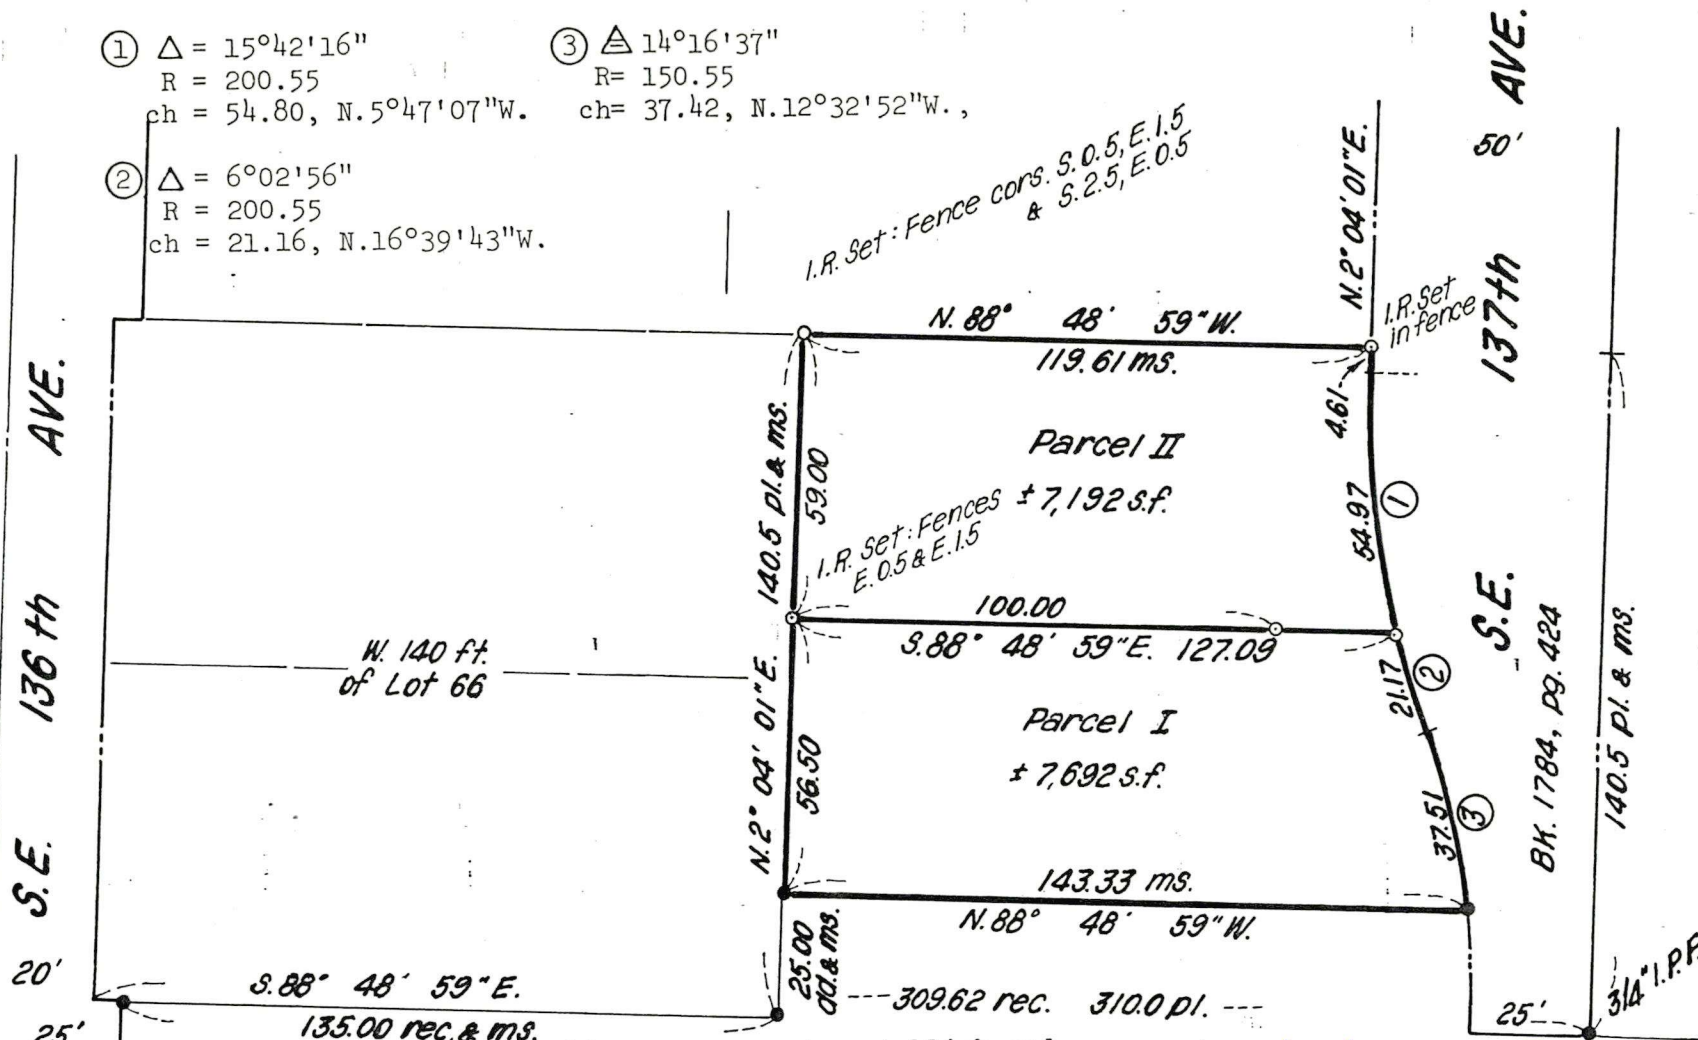 ① △ = 15°42'16"
R = 200.55
ch = 54.80, N.5°47'07"W.
③ △ 14°16'37"
R= 150.55
ch= 37.42, N.12°32'52"W.,
② △ = 6°02'56"
R = 200.55
ch = 21.16, N.16°39'43"W.
I.R. Set: Fence cors. S.0.5, E.1.5
& S.2.5, E.0.5
N.2° 04' 01"E.
50'
S.E. 137th AVE.
I.R. Set
in fence
N. 88° 48' 59" W.
119.61 ms.
4.61
S.E. 136th AVE.
140.5 pl. & ms.
59.00
Parcel II
± 7,192 s.f.
54.97
①
I.R. Set: Fences
E. 0.5 & E. 1.5
100.00
S.88° 48' 59"E. 127.09
W. 140 ft.
of Lot 66
21.17
②
N.2° 04' 01"E.
56.50
Parcel I
± 7,692 s.f.
37.51
③
BK. 1784, pg. 424
140.5 pl. & ms.
143.33 ms.
N.88° 48' 59"W.
20'
S.88° 48' 59"E.
135.00 rec. & ms.
25'
25.00
dd. & ms.
309.62 rec. 310.0 pl.
25'
3/4" I.P.F.